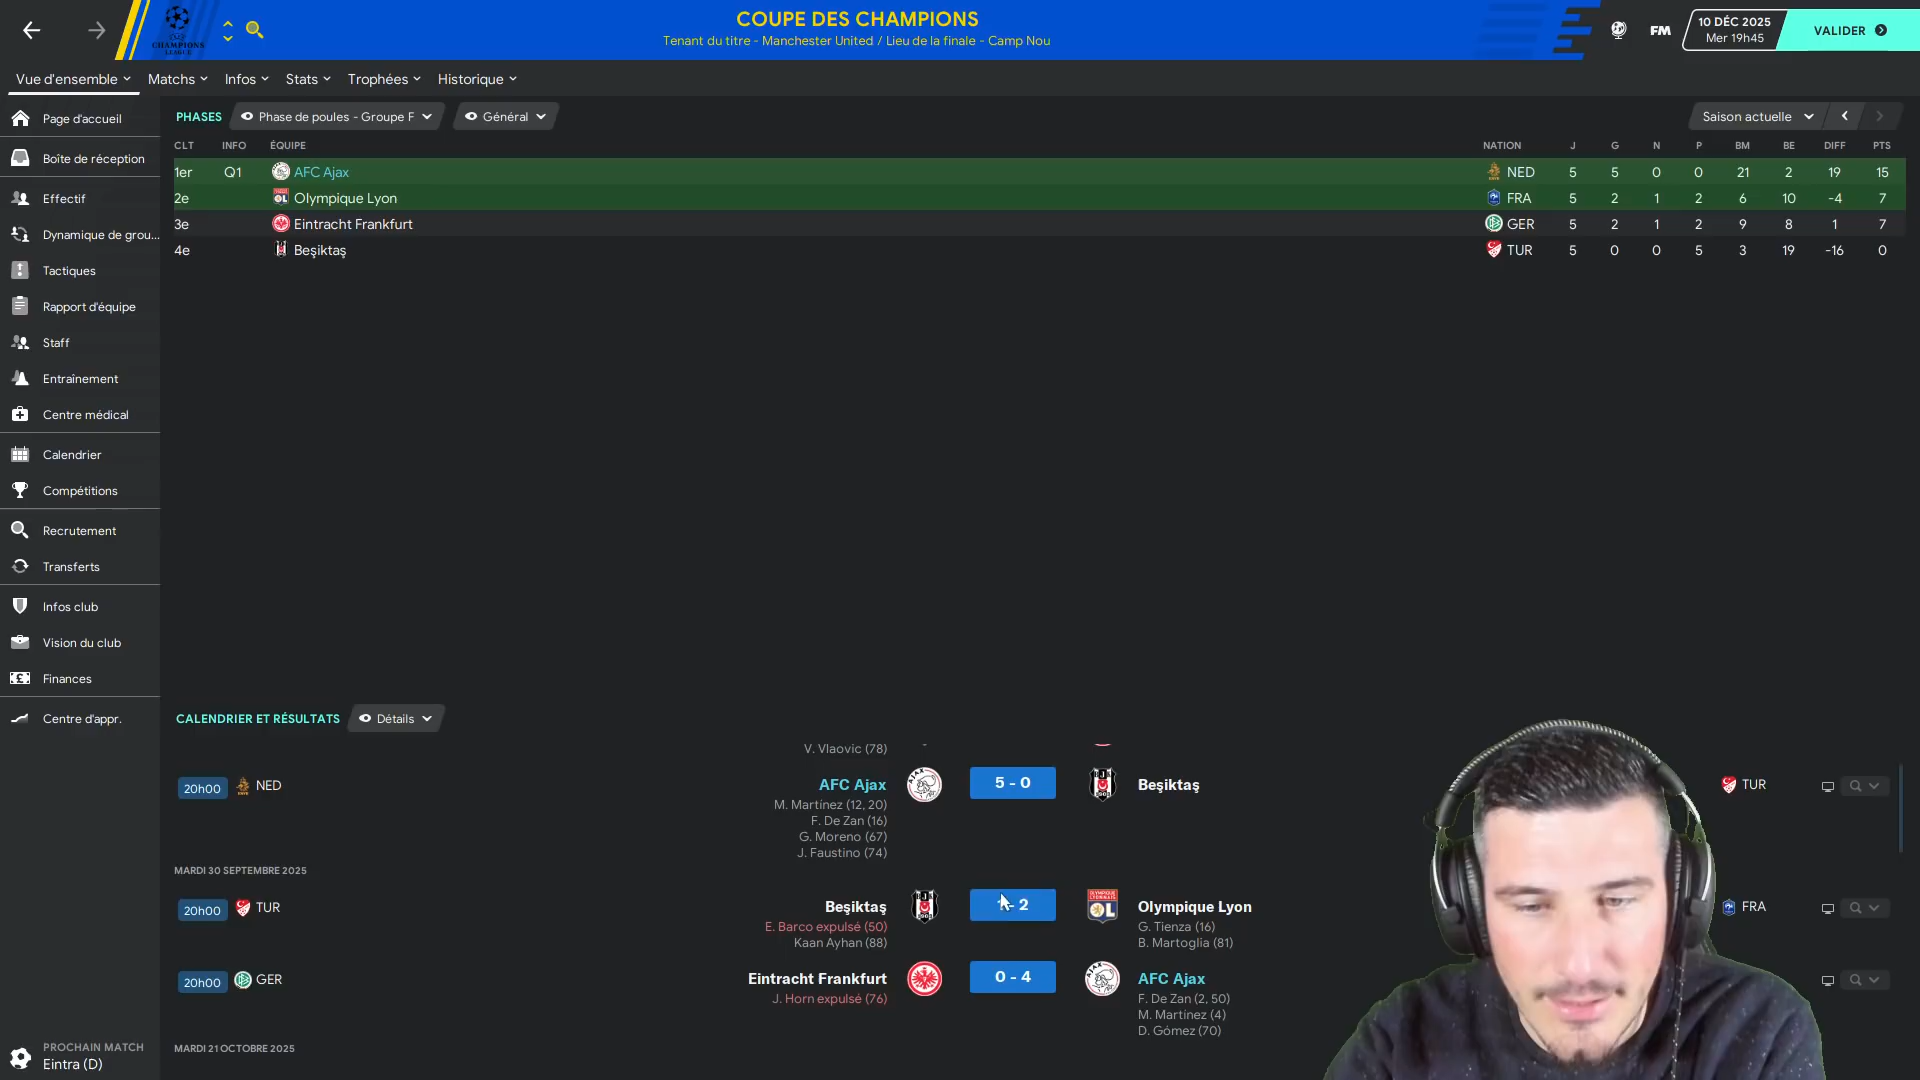 COUPE DES CHAMPIONS
Tenant du titre - Manchester United / Lieu de la finale - Camp Nou
CHAMPIONS
LEAGUE
FM
10 DÉC 2025
Mer 19h45
VALIDER
Vue d'ensemble Matchs Infos Stats Trophées Historique
Page d'accueil
Boîte de réception
Effectif
Dynamique de grou...
Tactiques
Rapport d'équipe
Staff
Entraînement
Centre médical
Calendrier
Compétitions
Recrutement
Transferts
Infos club
Vision du club
Finances
Centre d'appr.
PROCHAIN MATCH
Eintra (D)
PHASES Phase de poules - Groupe F Général Saison actuelle
CLT INFO ÉQUIPE NATION J G N P BM BE DIFF PTS
1er Q1 AFC Ajax NED 5 5 0 0 21 2 19 15
2e Olympique Lyon FRA 5 2 1 2 6 10 -4 7
3e Eintracht Frankfurt GER 5 2 1 2 9 8 1 7
4e Beşiktaş TUR 5 0 0 5 3 19 -16 0
CALENDRIER ET RÉSULTATS Détails
V. Vlaovic (78)
20h00 NED AFC Ajax 5 - 0 Beşiktaş TUR
M. Martínez (12, 20)
F. De Zan (16)
G. Moreno (67)
J. Faustino (74)
MARDI 30 SEPTEMBRE 2025
20h00 TUR Beşiktaş - 2 Olympique Lyon FRA
E. Barco expulsé (50) G. Tienza (16)
Kaan Ayhan (88) B. Martoglia (81)
20h00 GER Eintracht Frankfurt 0 - 4 AFC Ajax
J. Horn expulsé (76) F. De Zan (2, 50)
M. Martínez (4)
D. Gómez (70)
MARDI 21 OCTOBRE 2025